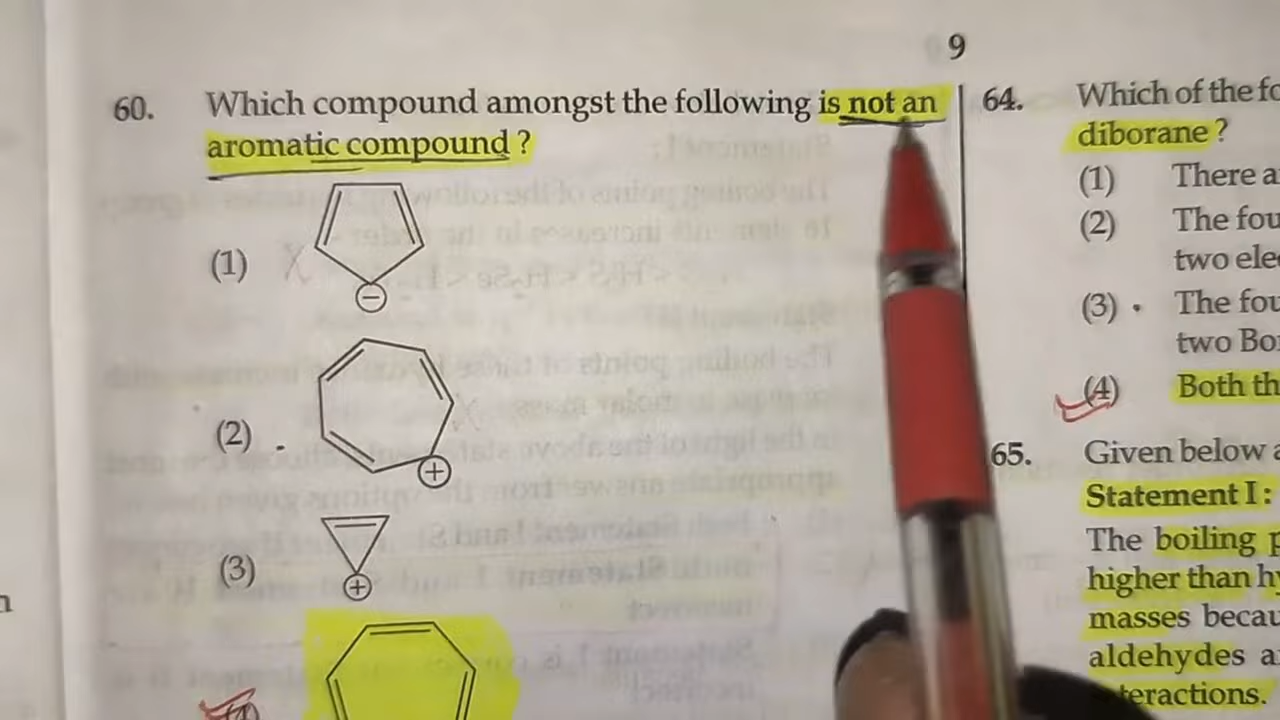 9
60. Which compound amongst the following is not an
aromatic compound ?
(1)
(2) .
(3)
64. Which of the fo
diborane ?
(1) There a
(2) The fou
two ele
(3) . The fou
two Bo
(4) Both th
65. Given below a
Statement I :
The boiling p
higher than hy
masses becau
aldehydes a
teractions.